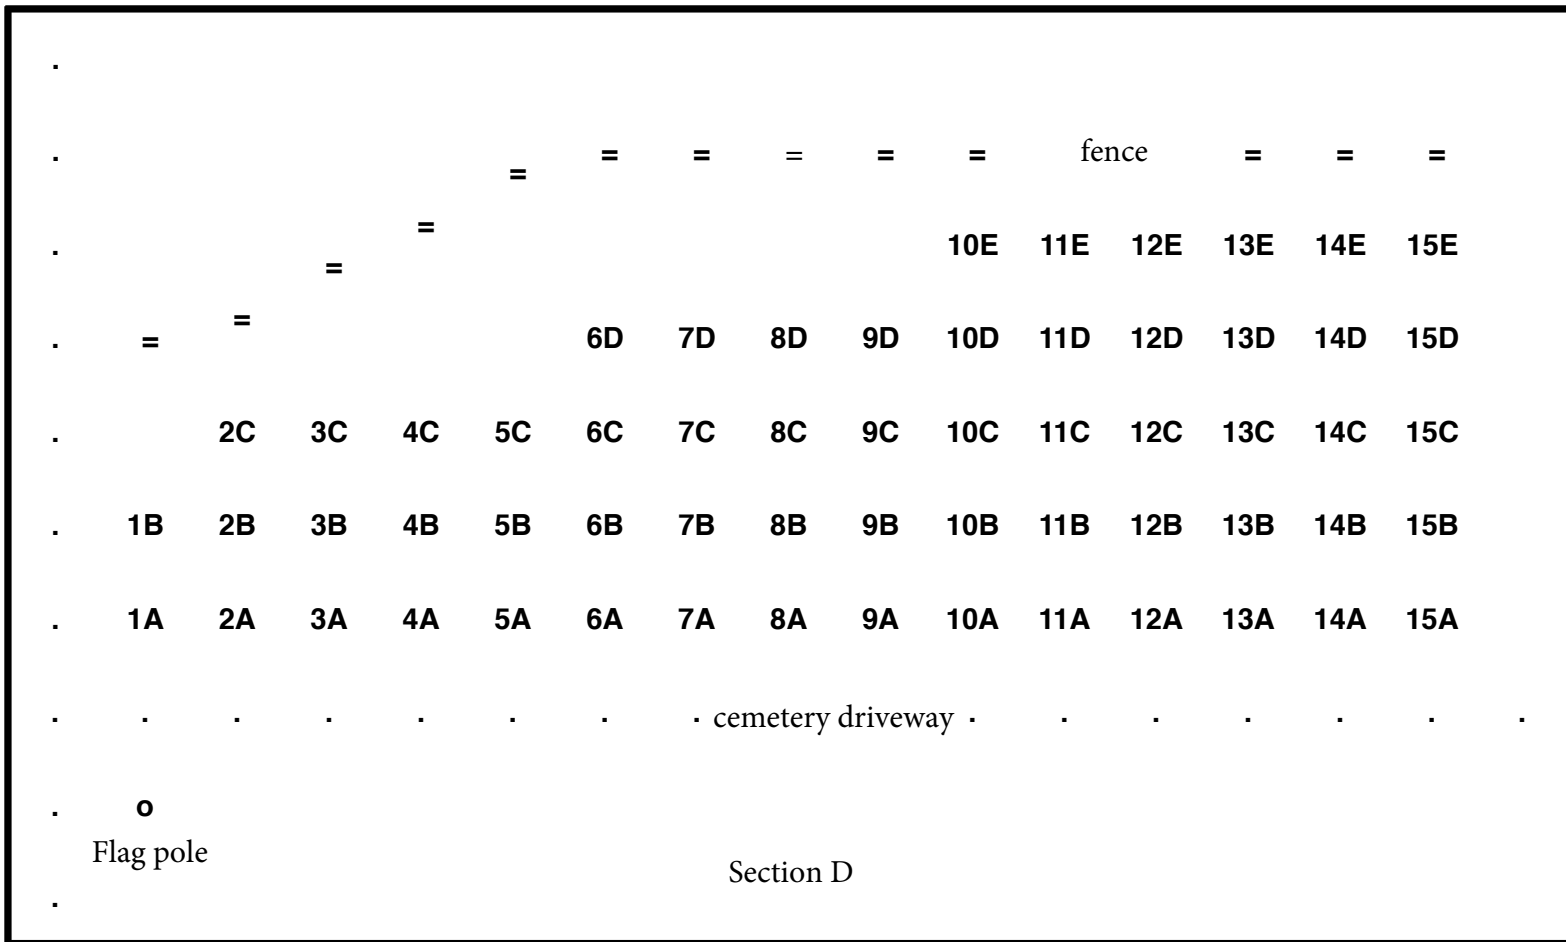 .
. = = = = = = fence = = =
. = 10E 11E 12E 13E 14E 15E
=
. = = 6D 7D 8D 9D 10D 11D 12D 13D 14D 15D
. 2C 3C 4C 5C 6C 7C 8C 9C 10C 11C 12C 13C 14C 15C
. 1B 2B 3B 4B 5B 6B 7B 8B 9B 10B 11B 12B 13B 14B 15B
. 1A 2A 3A 4A 5A 6A 7A 8A 9A 10A 11A 12A 13A 14A 15A
. . . . . . . . cemetery driveway . . . . . . .
. o
Flag pole
Section D
.